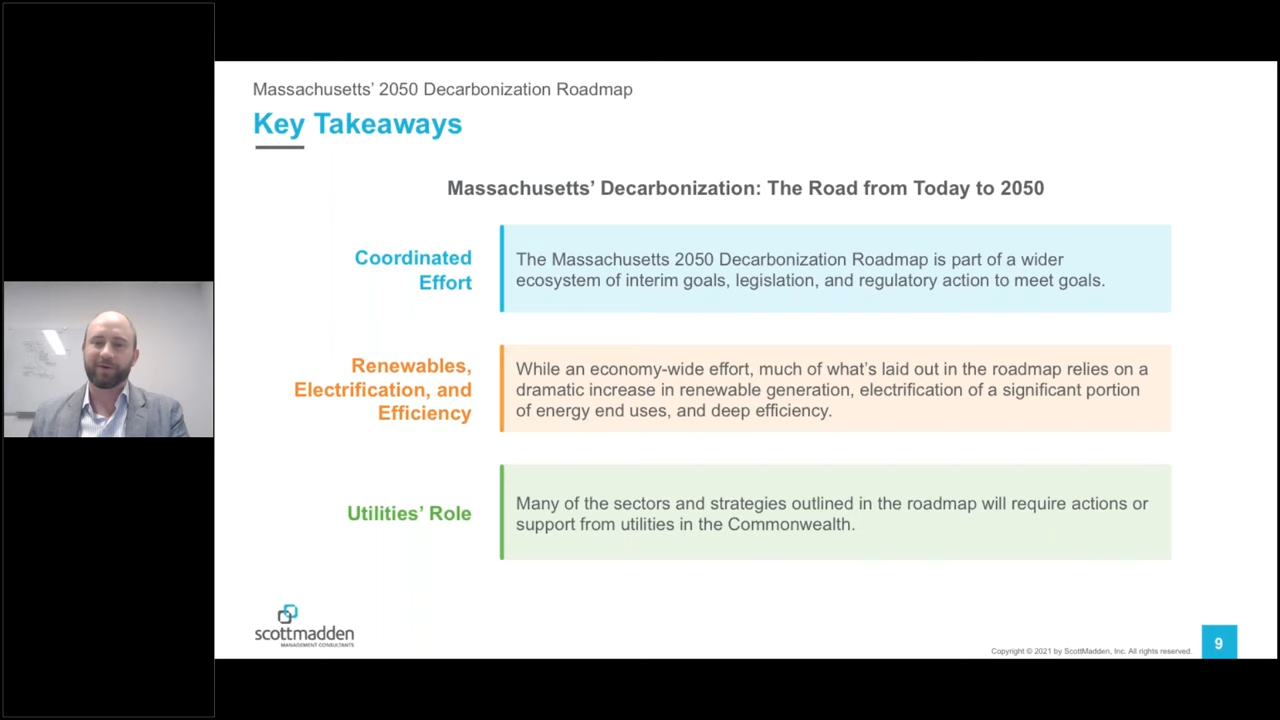 Massachusetts’ 2050 Decarbonization Roadmap
Key Takeaways
Massachusetts’ Decarbonization: The Road from Today to 2050
Coordinated
Effort
The Massachusetts 2050 Decarbonization Roadmap is part of a wider
ecosystem of interim goals, legislation, and regulatory action to meet goals.
Renewables,
Electrification, and
Efficiency
While an economy-wide effort, much of what’s laid out in the roadmap relies on a
dramatic increase in renewable generation, electrification of a significant portion
of energy end uses, and deep efficiency.
Utilities’ Role
Many of the sectors and strategies outlined in the roadmap will require actions or
support from utilities in the Commonwealth.
scottmadden
MANAGEMENT CONSULTANTS
Copyright © 2021 by ScottMadden, Inc. All rights reserved.
9